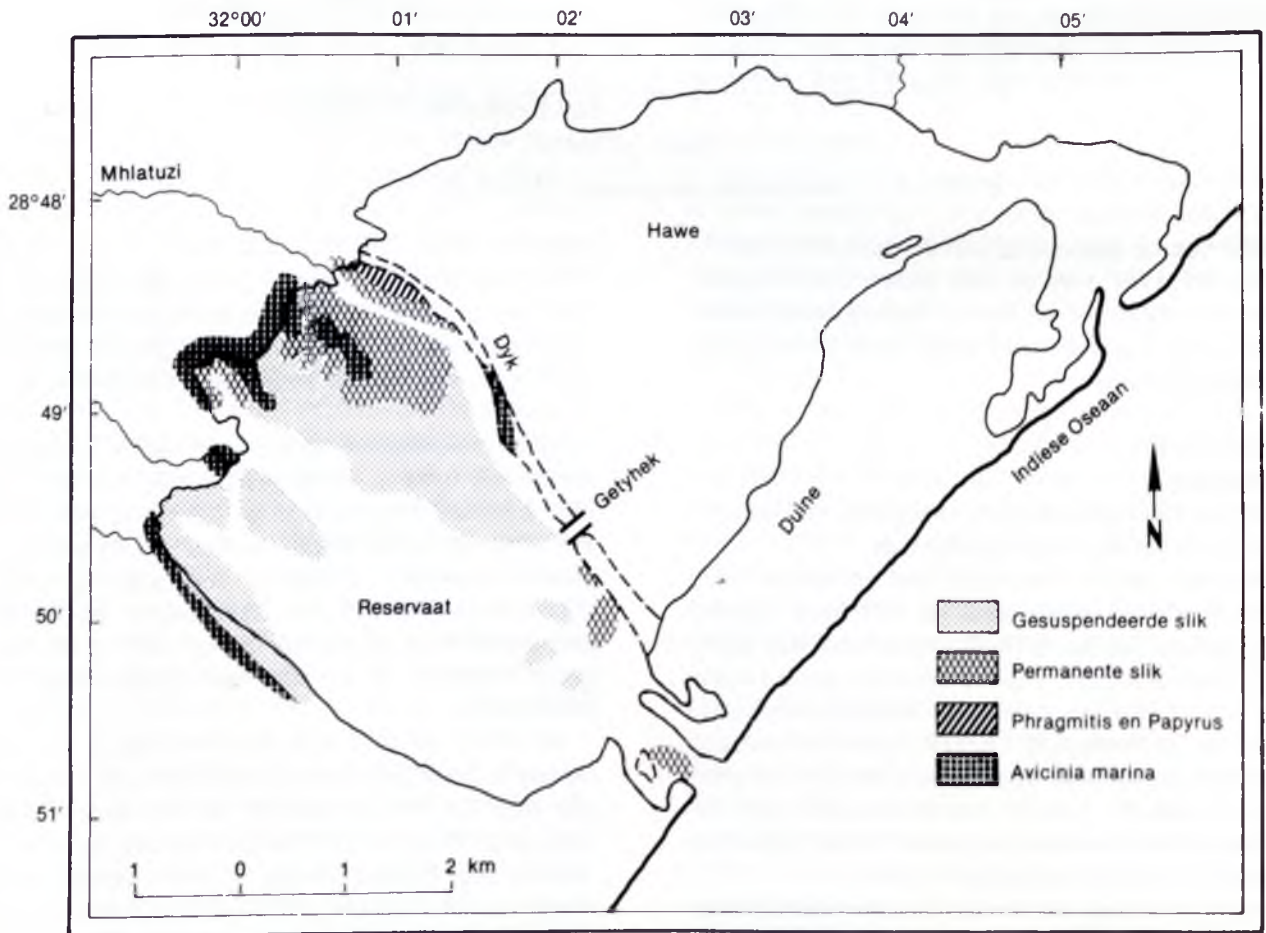 32°00′ 01′ 02′ 03′ 04′ 05′
Mhlatuzi
28°48′
Hawe
Dyk
49′
Indiese Oseaan
Getyhek
Duine
N
50′
Reservaat
Gesuspendeerde slik
Permanente slik
Phragmitis en Papyrus
Avicinia marina
51′
1 0 1 2 km